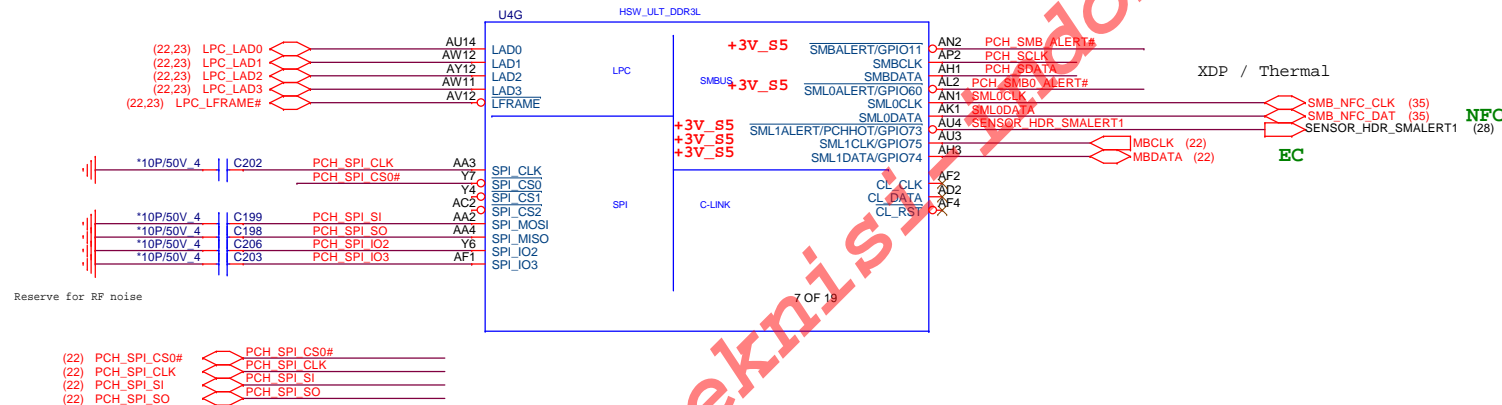 U4G
HSW_ULT_DDR3L
(22,23) LPC_LAD0 AU14 LAD0
(22,23) LPC_LAD1 AW12 LAD1
(22,23) LPC_LAD2 AY12 LAD2
(22,23) LPC_LAD3 AW11 LAD3
(22,23) LPC_LFRAME# AV12 LFRAME
LPC
SMBUS
+3V_S5 SMBALERT/GPIO11 AN2 PCH_SMB_ALERT#
SMBCLK AP2 PCH_SCLK
SMBDATA AH1 PCH_SDATA
+3V_S5 SML0ALERT/GPIO60 AL2 PCH_SMB0_ALERT#
SML0CLK AN1 SML0CLK SMB_NFC_CLK (35)
SML0DATA AK1 SML0DATA SMB_NFC_DAT (35)
+3V_S5 SML1ALERT/PCHHOT/GPIO73 AU4 SENSOR_HDR_SMALERT1 SENSOR_HDR_SMALERT1 (28)
+3V_S5 SML1CLK/GPIO75 AU3 MBCLK (22)
+3V_S5 SML1DATA/GPIO74 AH3 MBDATA (22)
XDP / Thermal
NFC
EC
*10P/50V_4 C202 PCH_SPI_CLK AA3 SPI_CLK
PCH_SPI_CS0# Y7 SPI_CS0
Y4 SPI_CS1
AC2 SPI_CS2
*10P/50V_4 C199 PCH_SPI_SI AA2 SPI_MOSI
*10P/50V_4 C198 PCH_SPI_SO AA4 SPI_MISO
*10P/50V_4 C206 PCH_SPI_IO2 Y6 SPI_IO2
*10P/50V_4 C203 PCH_SPI_IO3 AF1 SPI_IO3
SPI
C-LINK
CL_CLK AF2
CL_DATA AD2
CL_RST AF4
Reserve for RF noise
7 OF 19
(22) PCH_SPI_CS0# PCH_SPI_CS0#
(22) PCH_SPI_CLK PCH_SPI_CLK
(22) PCH_SPI_SI PCH_SPI_SI
(22) PCH_SPI_SO PCH_SPI_SO
eknisi-indo